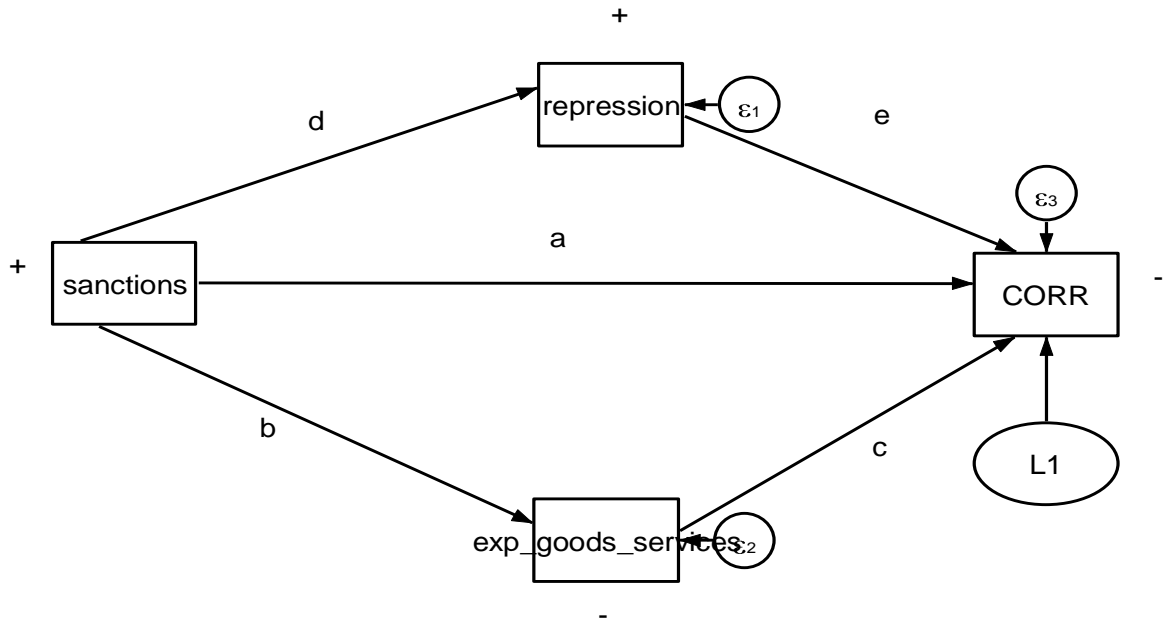 +
repression
ε1
d
e
ε3
a
+
sanctions
CORR
-
b
c
L1
exp_goods_services
ε2
-